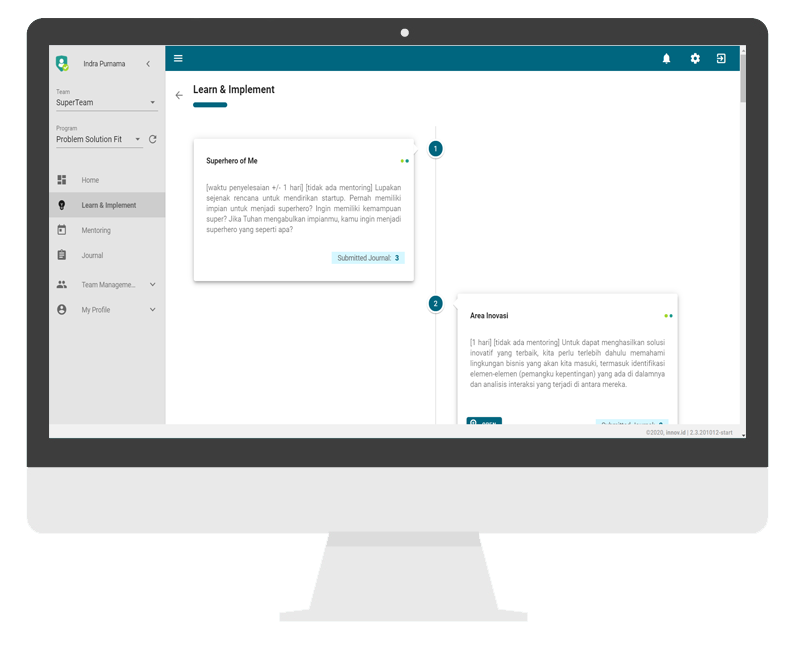 Indra Purnama
Team
SuperTeam
Program
Problem Solution Fit
Home
Learn & Implement
Mentoring
Journal
Team Manageme...
My Profile
Learn & Implement
Superhero of Me
[waktu penyelesaian +/- 1 hari] [tidak ada mentoring] Lupakan
sejenak rencana untuk mendirikan startup. Pernah memiliki
impian untuk menjadi superhero? Ingin memiliki kemampuan
super? Jika Tuhan mengabulkan impianmu, kamu ingin menjadi
superhero yang seperti apa?
Submitted Journal: 3
1
2
Area Inovasi
[1 hari] [tidak ada mentoring] Untuk dapat menghasilkan solusi
inovatif yang terbaik, kita perlu terlebih dahulu memahami
lingkungan bisnis yang akan kita masuki, termasuk identifikasi
elemen-elemen (pemangku kepentingan) yang ada di dalamnya
dan analisis interaksi yang terjadi di antara mereka.
OPEN
Submitted Journal:
©2020, innov.id | 2.3.201013-start